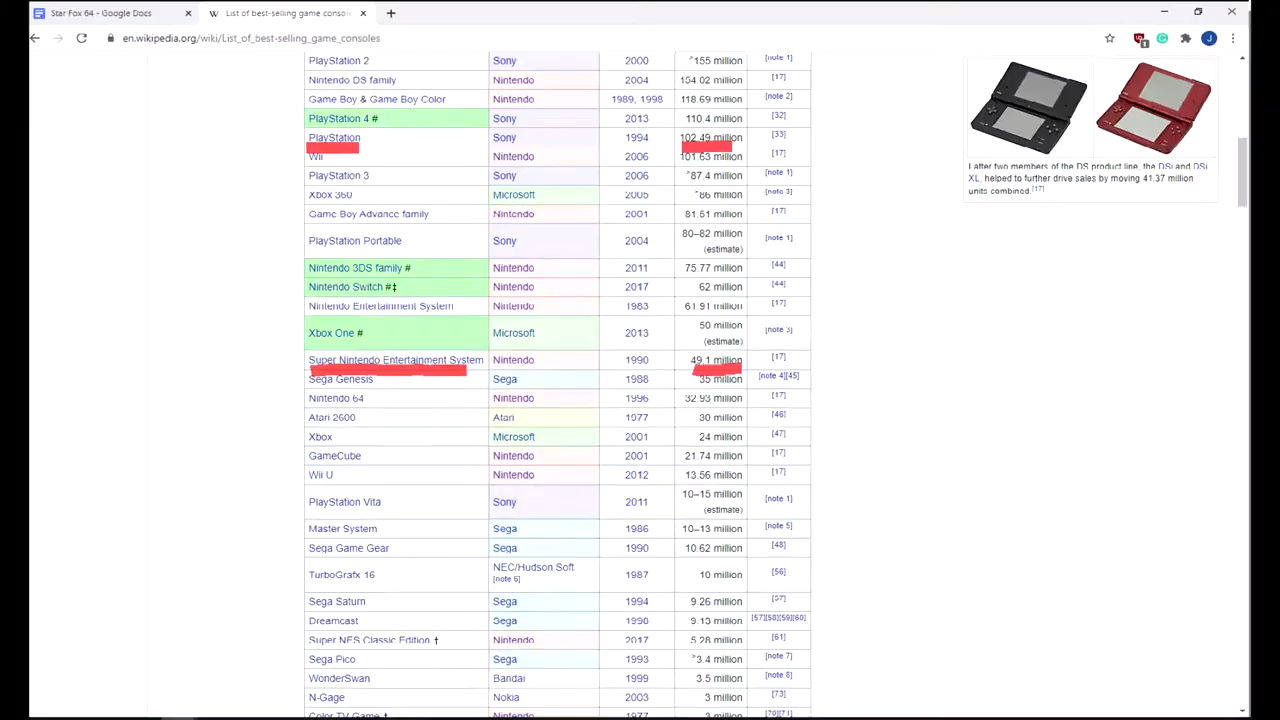 Star Fox 64 - Google Docs
W List of best-selling game conso
en.wikipedia.org/wiki/List_of_best-selling_game_consoles
J
PlayStation 2 Sony 2000 >155 million [note 1]
Nintendo DS family Nintendo 2004 154.02 million [17]
Game Boy & Game Boy Color Nintendo 1989, 1998 118.69 million [note 2]
PlayStation 4 # Sony 2013 110.4 million [32]
PlayStation Sony 1994 102.49 million [33]
Wii Nintendo 2006 101.63 million [17]
PlayStation 3 Sony 2006 >87.4 million [note 1]
Xbox 360 Microsoft 2005 >86 million [note 3]
Game Boy Advance family Nintendo 2001 81.51 million [17]
PlayStation Portable Sony 2004 80–82 million (estimate) [note 1]
Nintendo 3DS family # Nintendo 2011 75.77 million [44]
Nintendo Switch #‡ Nintendo 2017 62 million [44]
Nintendo Entertainment System Nintendo 1983 61.91 million [17]
Xbox One # Microsoft 2013 50 million (estimate) [note 3]
Super Nintendo Entertainment System Nintendo 1990 49.1 million [17]
Sega Genesis Sega 1988 35 million [note 4][45]
Nintendo 64 Nintendo 1996 32.93 million [17]
Atari 2600 Atari 1977 30 million [46]
Xbox Microsoft 2001 24 million [47]
GameCube Nintendo 2001 21.74 million [17]
Wii U Nintendo 2012 13.56 million [17]
PlayStation Vita Sony 2011 10–15 million (estimate) [note 1]
Master System Sega 1986 10–13 million [note 5]
Sega Game Gear Sega 1990 10.62 million [48]
TurboGrafx 16 NEC/Hudson Soft [note 6] 1987 10 million [56]
Sega Saturn Sega 1994 9.26 million [57]
Dreamcast Sega 1998 9.13 million [57][58][59][60]
Super NES Classic Edition † Nintendo 2017 5.28 million [61]
Sega Pico Sega 1993 >3.4 million [note 7]
WonderSwan Bandai 1999 3.5 million [note 8]
N-Gage Nokia 2003 3 million [73]
Color TV Game † Nintendo 1977 3 million [70][71]
Latter two members of the DS product line, the DSi and DSi
XL, helped to further drive sales by moving 41.37 million
units combined.[17]